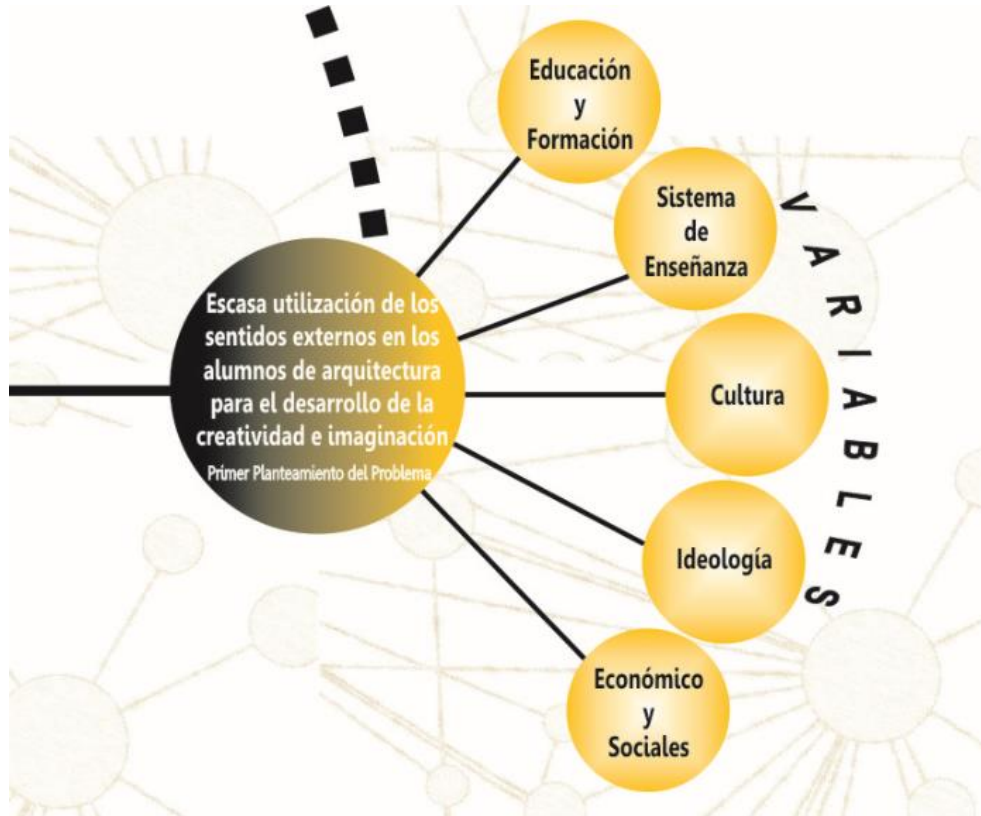 Educación
y
Formación
Sistema
de
Enseñanza
Escasa utilización de los
sentidos externos en los
alumnos de arquitectura
para el desarrollo de la
creatividad e imaginación
Primer Planteamiento del Problema
Cultura
Ideología
Económico
y
Sociales
VARIABLES